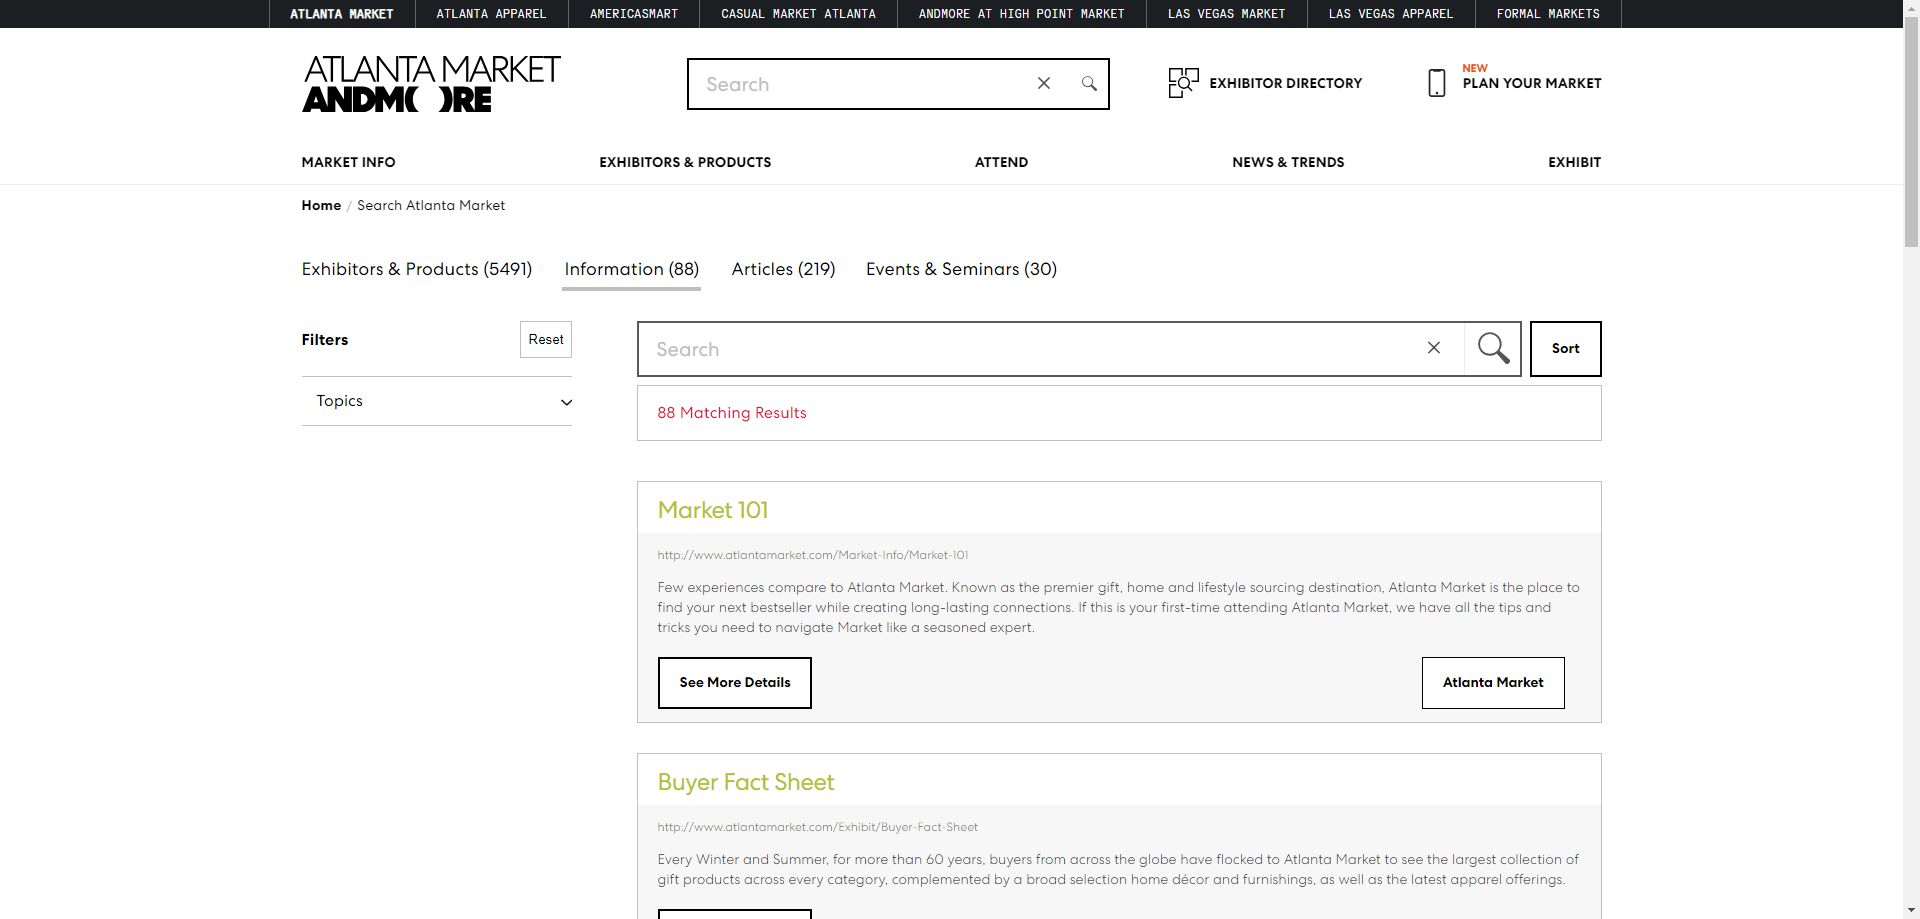 ATLANTA MARKET ATLANTA APPAREL AMERICASMART CASUAL MARKET ATLANTA ANDMORE AT HIGH POINT MARKET LAS VEGAS MARKET LAS VEGAS APPAREL FORMAL MARKETS
ATLANTA MARKET
ANDMORE
Search
EXHIBITOR DIRECTORY
NEW
PLAN YOUR MARKET
MARKET INFO EXHIBITORS & PRODUCTS ATTEND NEWS & TRENDS EXHIBIT
Home / Search Atlanta Market
Exhibitors & Products (5491) Information (88) Articles (219) Events & Seminars (30)
Filters Reset
Topics
Search
Sort
88 Matching Results
Market 101
http://www.atlantamarket.com/Market-Info/Market-101
Few experiences compare to Atlanta Market. Known as the premier gift, home and lifestyle sourcing destination, Atlanta Market is the place to
find your next bestseller while creating long-lasting connections. If this is your first-time attending Atlanta Market, we have all the tips and
tricks you need to navigate Market like a seasoned expert.
See More Details Atlanta Market
Buyer Fact Sheet
http://www.atlantamarket.com/Exhibit/Buyer-Fact-Sheet
Every Winter and Summer, for more than 60 years, buyers from across the globe have flocked to Atlanta Market to see the largest collection of
gift products across every category, complemented by a broad selection home décor and furnishings, as well as the latest apparel offerings.